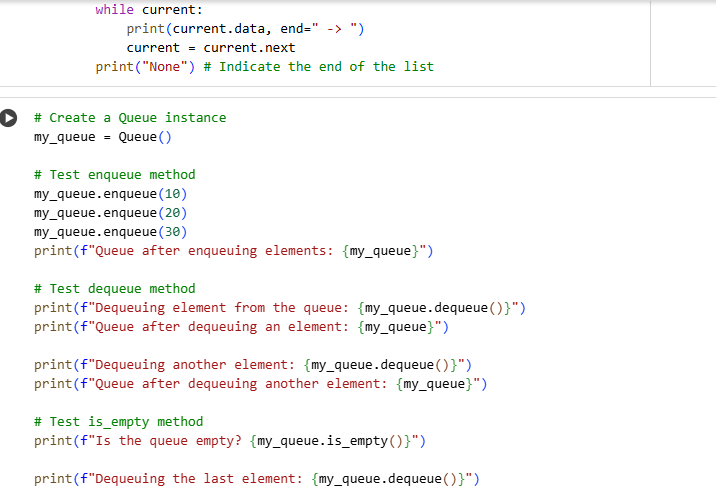 while current:
print(current.data, end=" -> ")
current = current.next
print("None") # Indicate the end of the list
# Create a Queue instance
my_queue = Queue()
# Test enqueue method
my_queue.enqueue(10)
my_queue.enqueue(20)
my_queue.enqueue(30)
print(f"Queue after enqueuing elements: {my_queue}")
# Test dequeue method
print(f"Dequeuing element from the queue: {my_queue.dequeue()}")
print(f"Queue after dequeuing an element: {my_queue}")
print(f"Dequeuing another element: {my_queue.dequeue()}")
print(f"Queue after dequeuing another element: {my_queue}")
# Test is_empty method
print(f"Is the queue empty? {my_queue.is_empty()}")
print(f"Dequeuing the last element: {my_queue.dequeue()}")